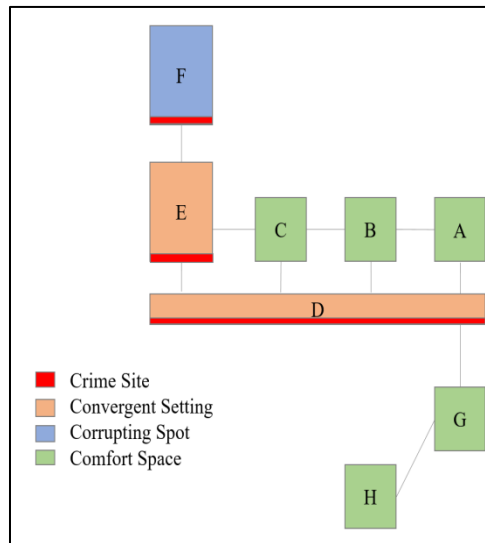 F
E
C
B
A
D
Crime Site
Convergent Setting
Corrupting Spot
Comfort Space
G
H